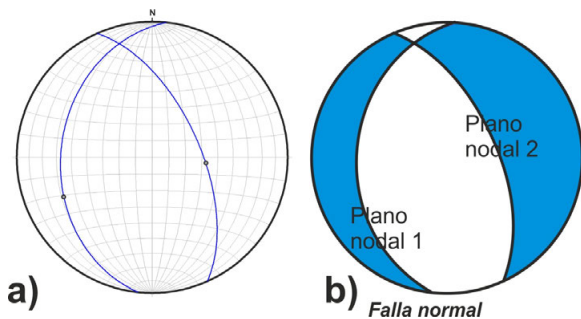 N
a)
Plano
nodal 2
Plano
nodal 1
b)
Falla normal